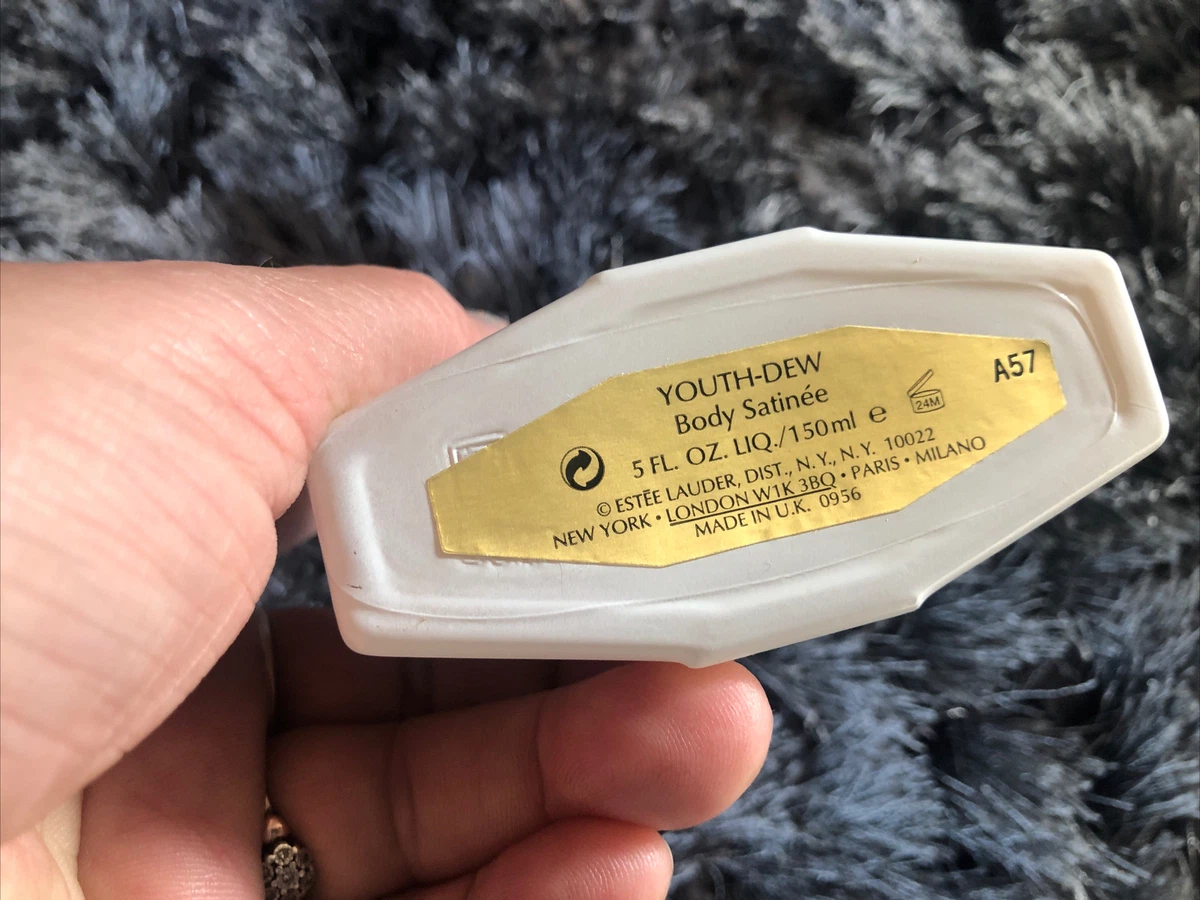 YOUTH-DEW
Body Satinée
5 FL. OZ. LIQ./150ml e
24M
A57
© ESTĒE LAUDER, DIST., N.Y., N.Y. 10022
NEW YORK • LONDON W1K 3BQ • PARIS • MILANO
MADE IN U.K. 0956